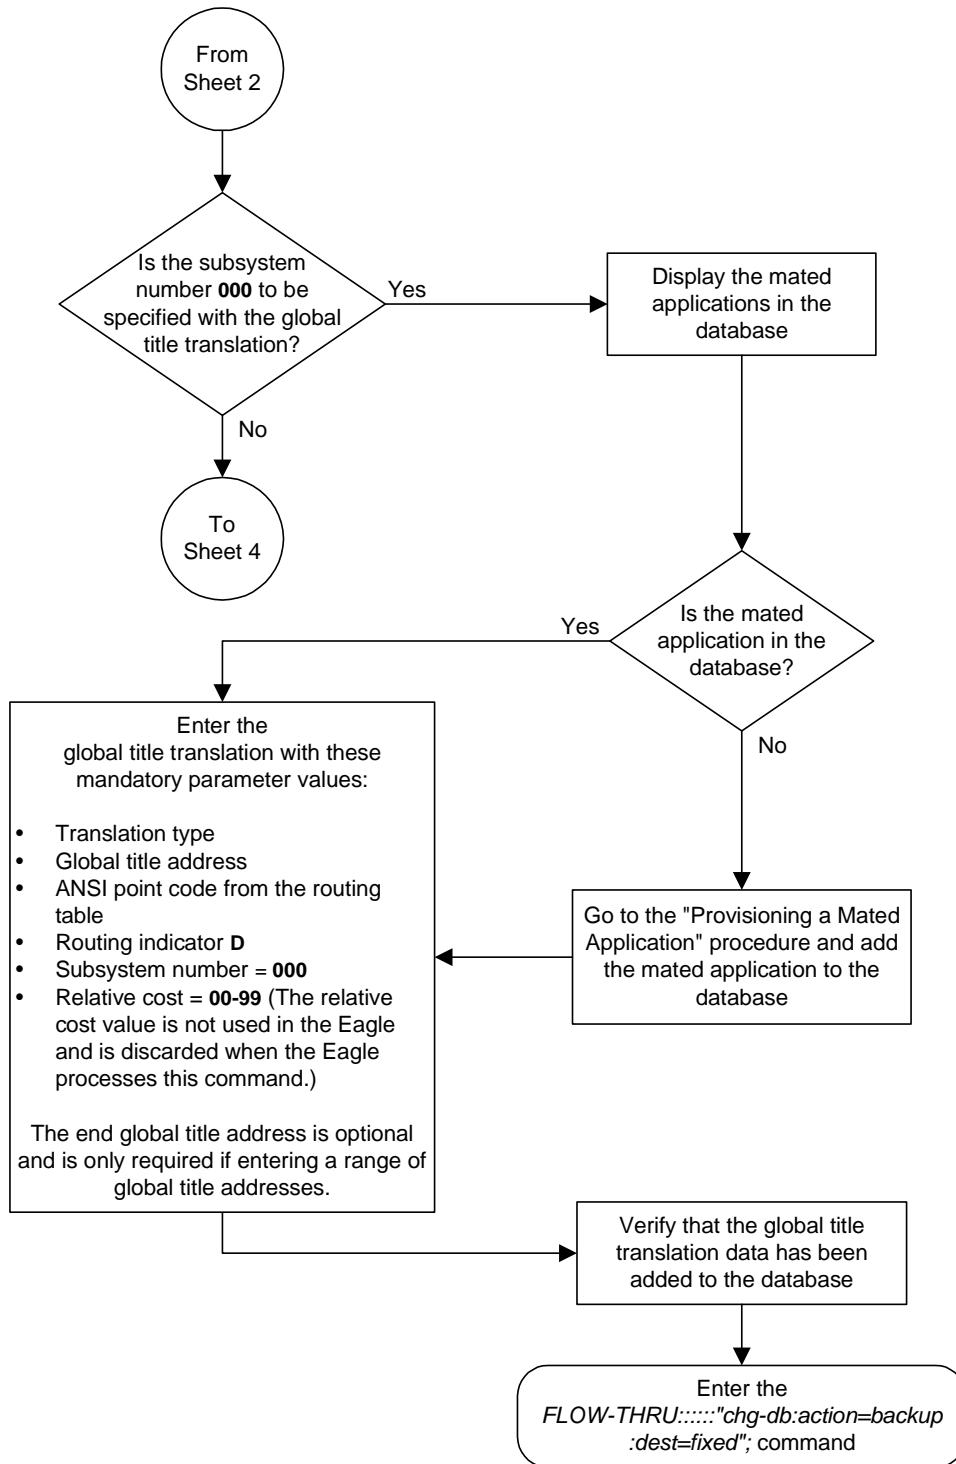 From
Sheet 2
Is the subsystem
number 000 to be
specified with the global
title translation?
Yes
Display the mated
applications in the
database
No
To
Sheet 4
Is the mated
application in the
database?
Yes
No
Enter the
global title translation with these
mandatory parameter values:
• Translation type
• Global title address
• ANSI point code from the routing
table
• Routing indicator D
• Subsystem number = 000
• Relative cost = 00-99 (The relative
cost value is not used in the Eagle
and is discarded when the Eagle
processes this command.)
The end global title address is optional
and is only required if entering a range of
global title addresses.
Go to the "Provisioning a Mated
Application" procedure and add
the mated application to the
database
Verify that the global title
translation data has been
added to the database
Enter the
FLOW-THRU::::::"chg-db:action=backup
:dest=fixed"; command